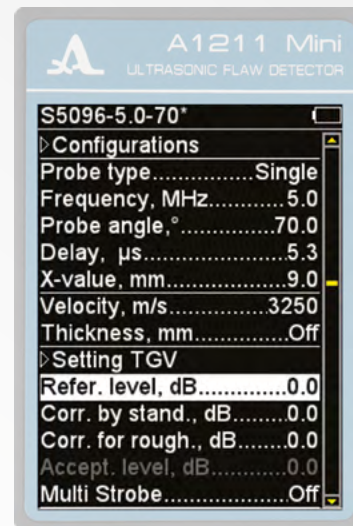 A1211 Mini
ULTRASONIC FLAW DETECTOR
S5096-5.0-70°
▷Configurations
Probe type................Single
Frequency, MHz..........5.0
Probe angle,°...............70.0
Delay, µs.....................5.3
X-value, mm................9.0
Velocity, m/s............3250
Thickness, mm..............Off
▷Setting TGV
Refer. level, dB.............0.0
Corr. by stand., dB.......0.0
Corr. for rough., dB......0.0
Accept. level, dB...........0.0
Multi Strobe.................Off